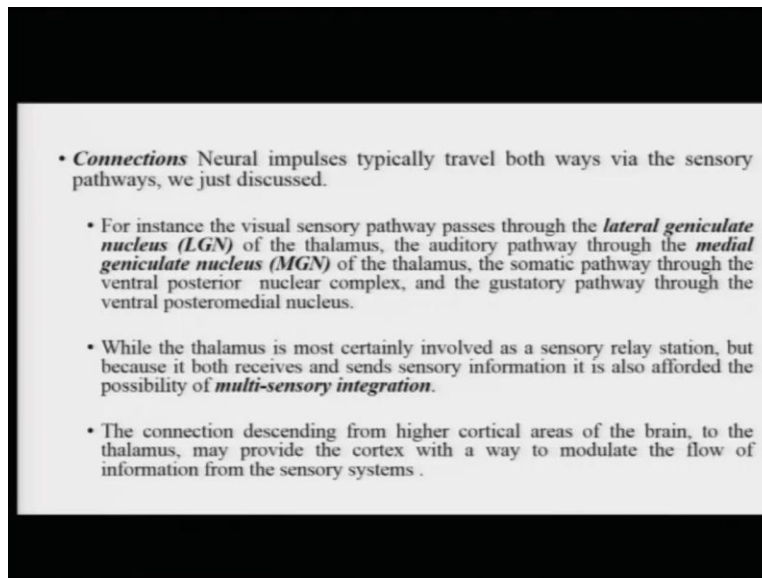 • Connections Neural impulses typically travel both ways via the sensory
pathways, we just discussed.
• For instance the visual sensory pathway passes through the lateral geniculate
nucleus (LGN) of the thalamus, the auditory pathway through the medial
geniculate nucleus (MGN) of the thalamus, the somatic pathway through the
ventral posterior nuclear complex, and the gustatory pathway through the
ventral posteromedial nucleus.
• While the thalamus is most certainly involved as a sensory relay station, but
because it both receives and sends sensory information it is also afforded the
possibility of multi-sensory integration.
• The connection descending from higher cortical areas of the brain, to the
thalamus, may provide the cortex with a way to modulate the flow of
information from the sensory systems .